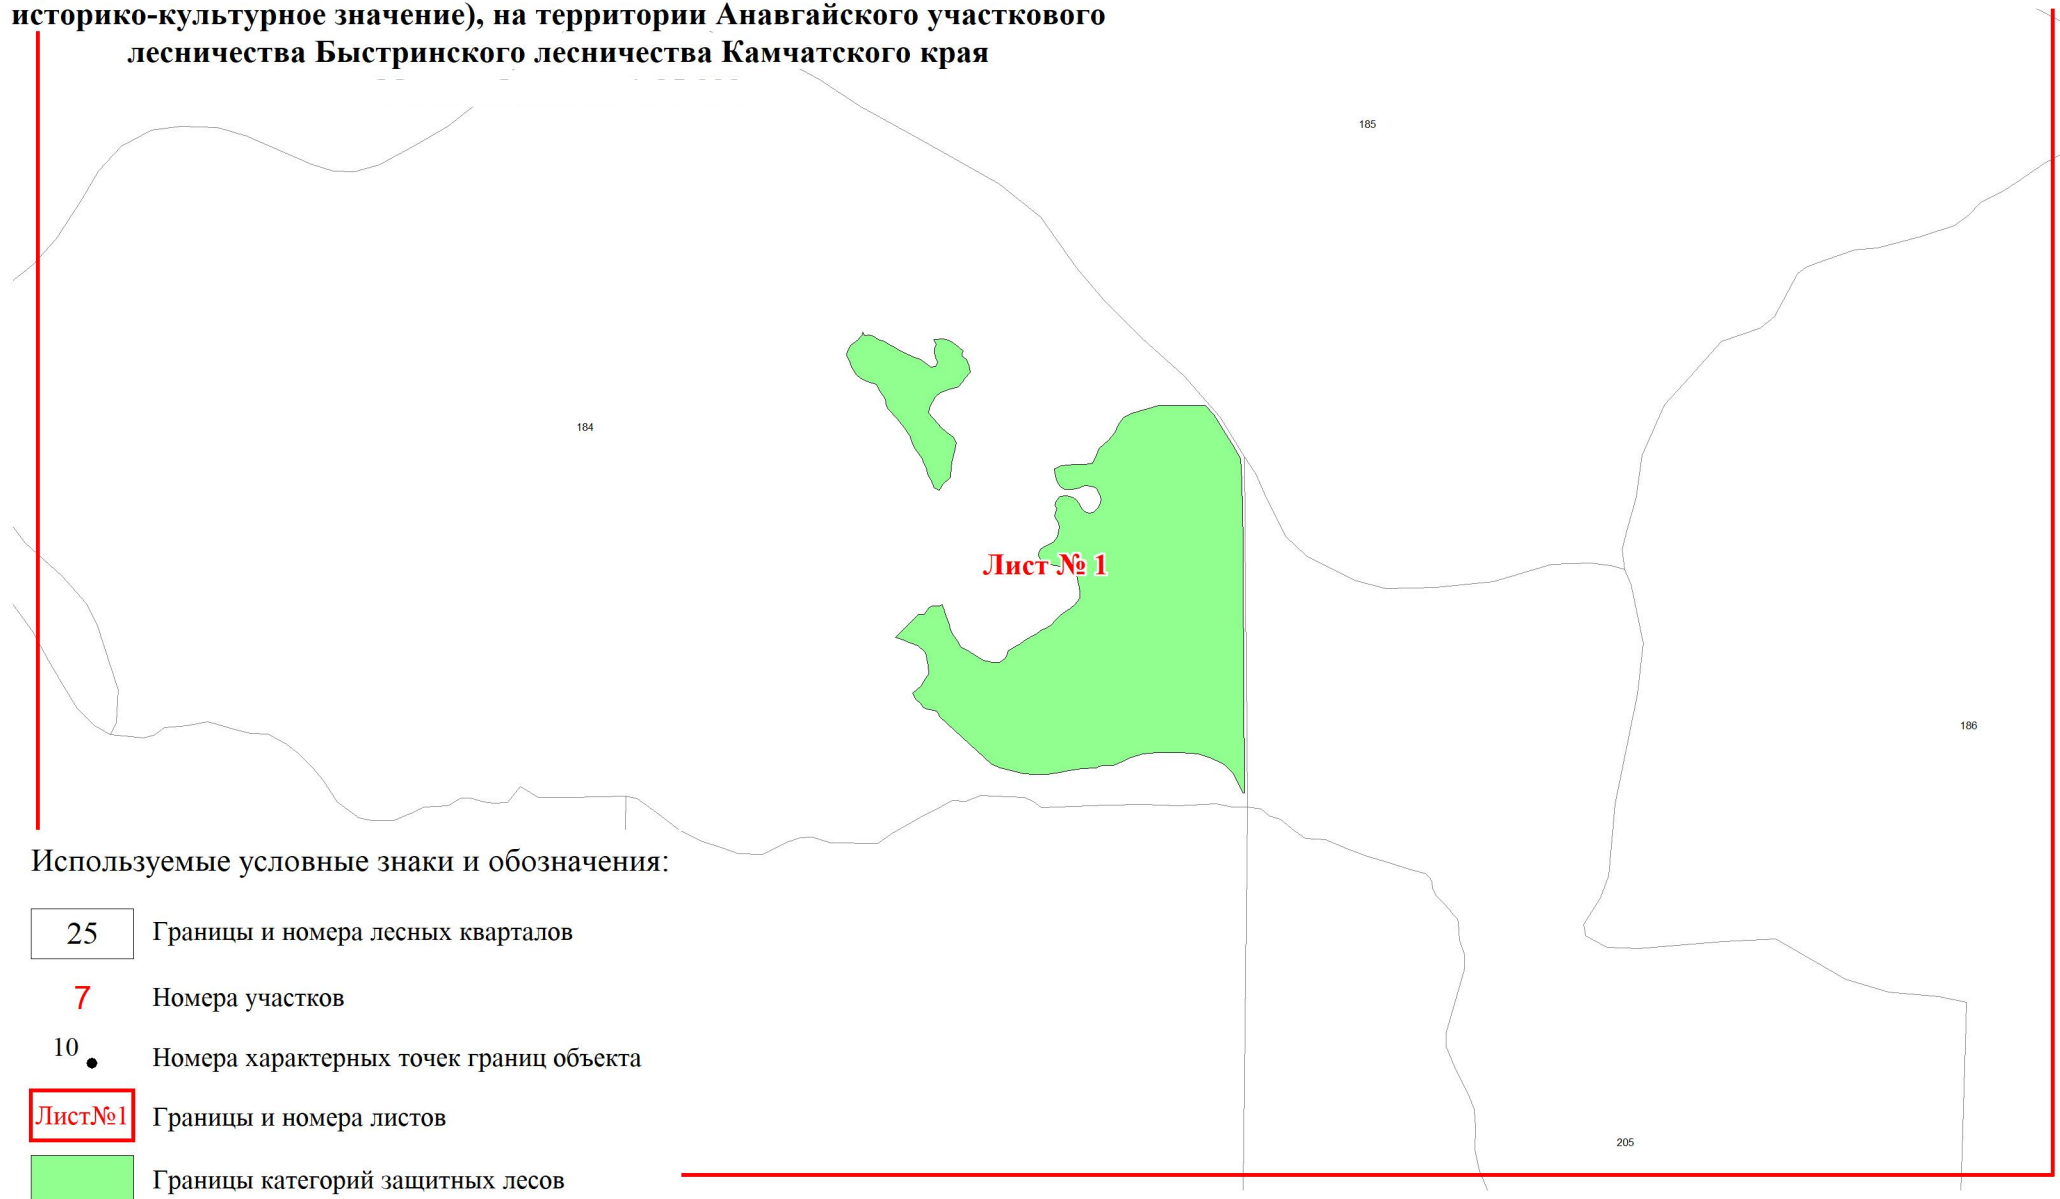 историко-культурное значение), на территории Анавгайского участкового
лесничества Быстринского лесничества Камчатского края
185
184
Лист № 1
186
Используемые условные знаки и обозначения:
25 Границы и номера лесных кварталов
7 Номера участков
10 Номера характерных точек границ объекта
Лист№1 Границы и номера листов
205
Границы категорий защитных лесов